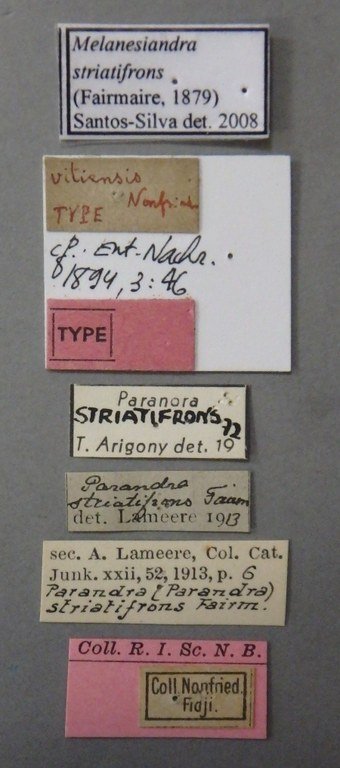 Melanesiandra
striatifrons
(Fairmaire, 1879)
Santos-Silva det. 2008
vitiensis
Nonfried
TYPE
cf. Ent. Nachr.
1894, 3:46
TYPE
Paranora
STRIATIFRONS
T. Arigony det. 1972
Parandra
striatifrons Fairm
det. Lameere 1913
sec. A. Lameere, Col. Cat.
Junk. xxii, 52, 1913, p. 6
Parandra (Parandra)
striatifrons Fairm.
Coll. R. I. Sc. N. B.
Coll. Nonfried.
Fidji.